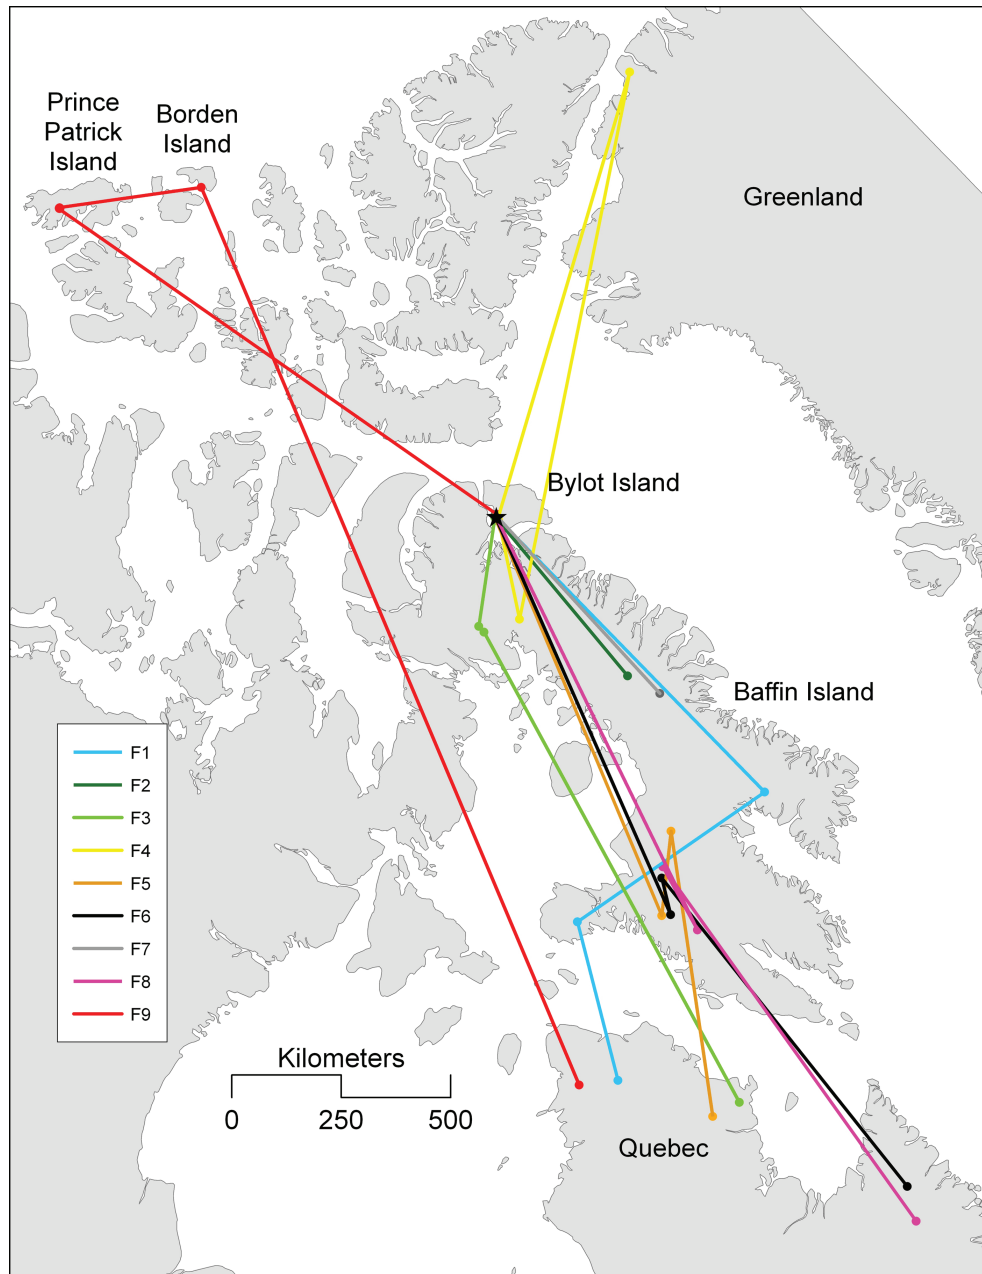 Prince
Patrick
Island
Borden
Island
Greenland
Bylot Island
Baffin Island
F1
F2
F3
F4
F5
F6
F7
F8
F9
Kilometers
0 250 500
Quebec